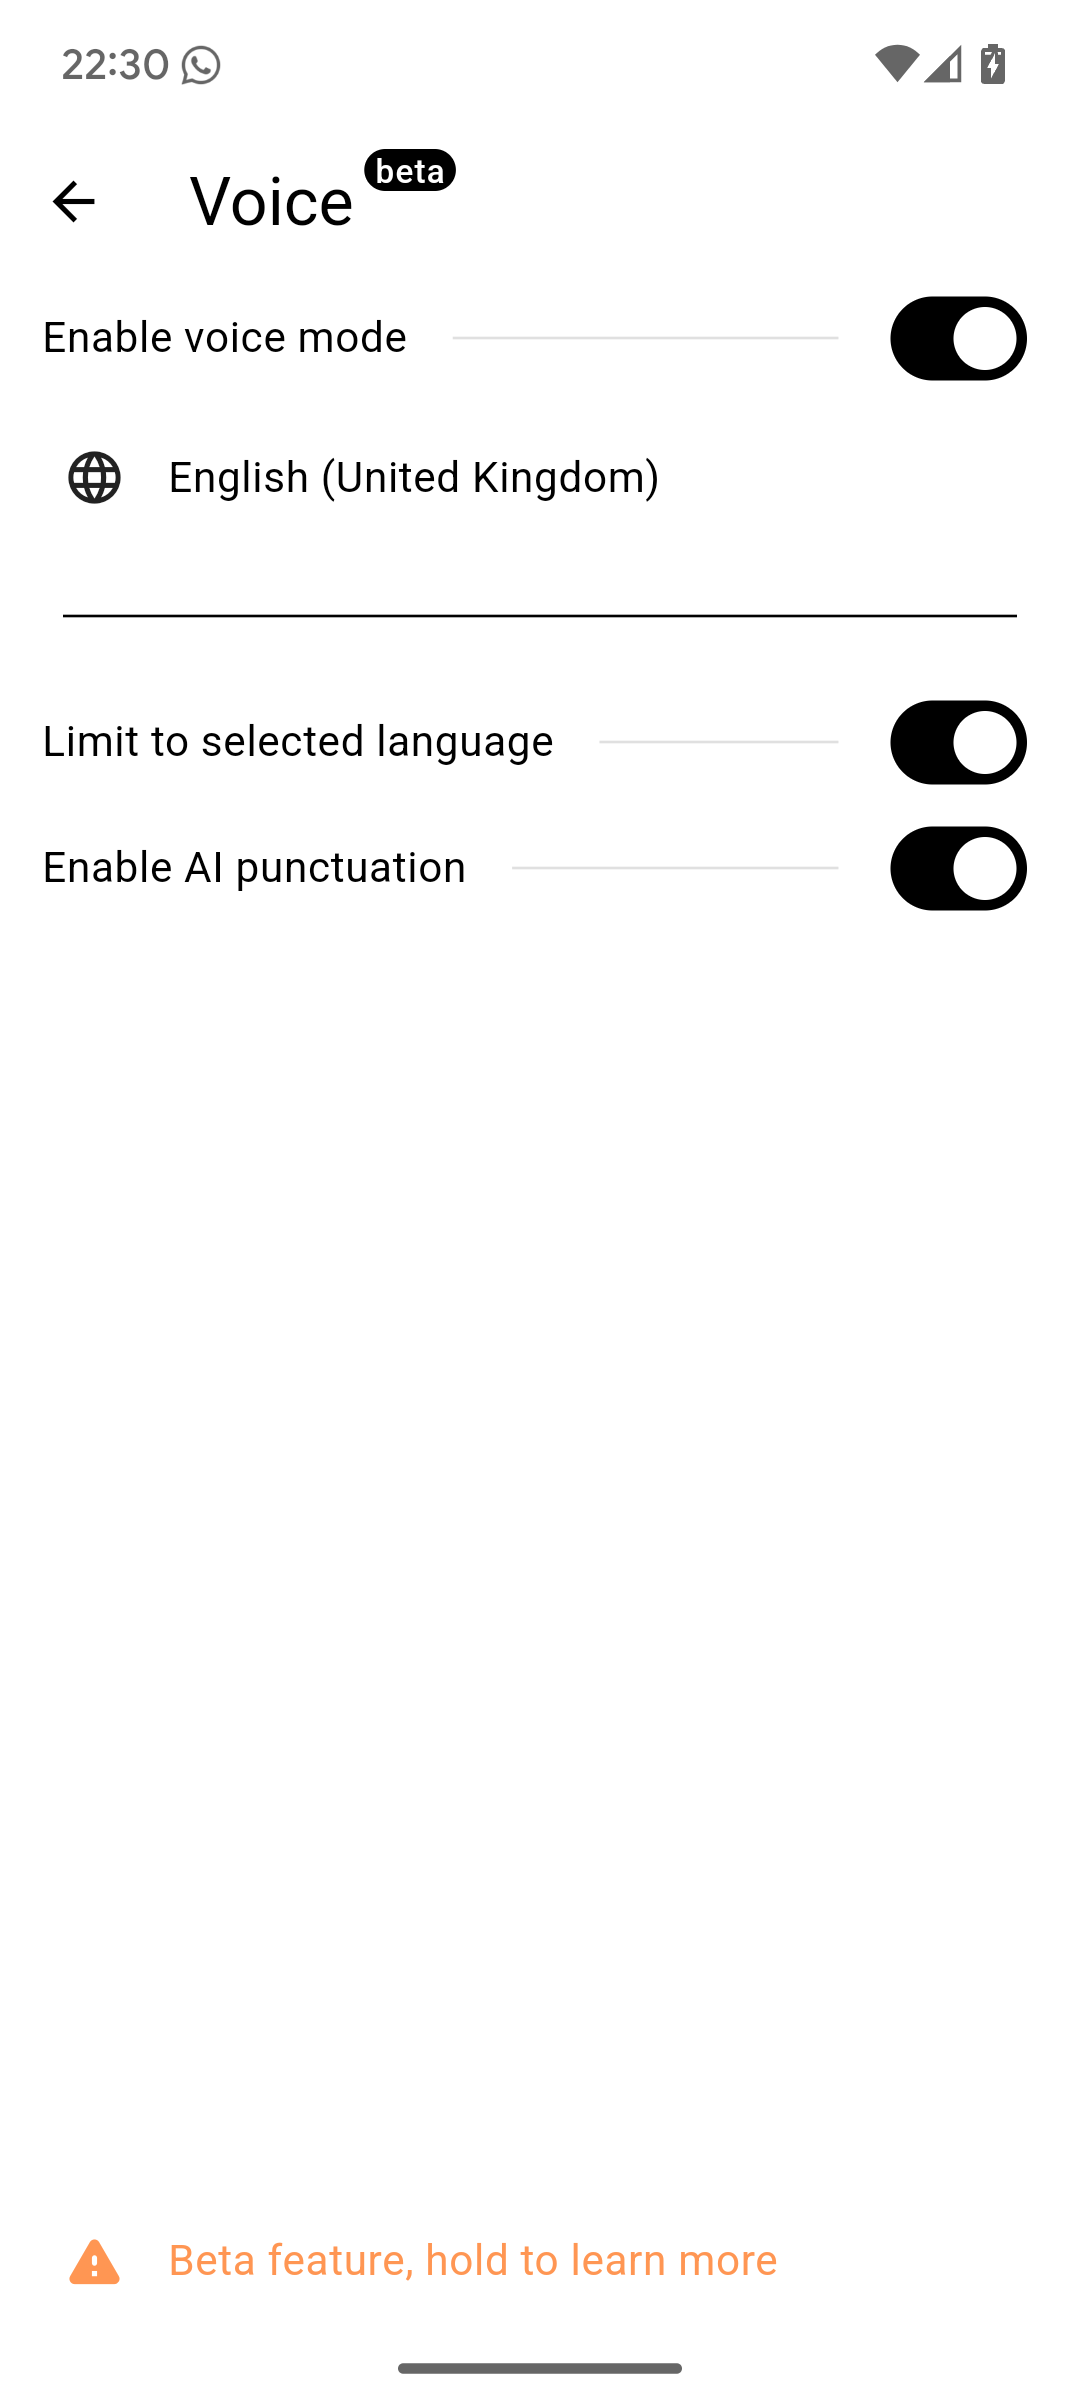 22:30
Voice beta
Enable voice mode
English (United Kingdom)
Limit to selected language
Enable AI punctuation
Beta feature, hold to learn more